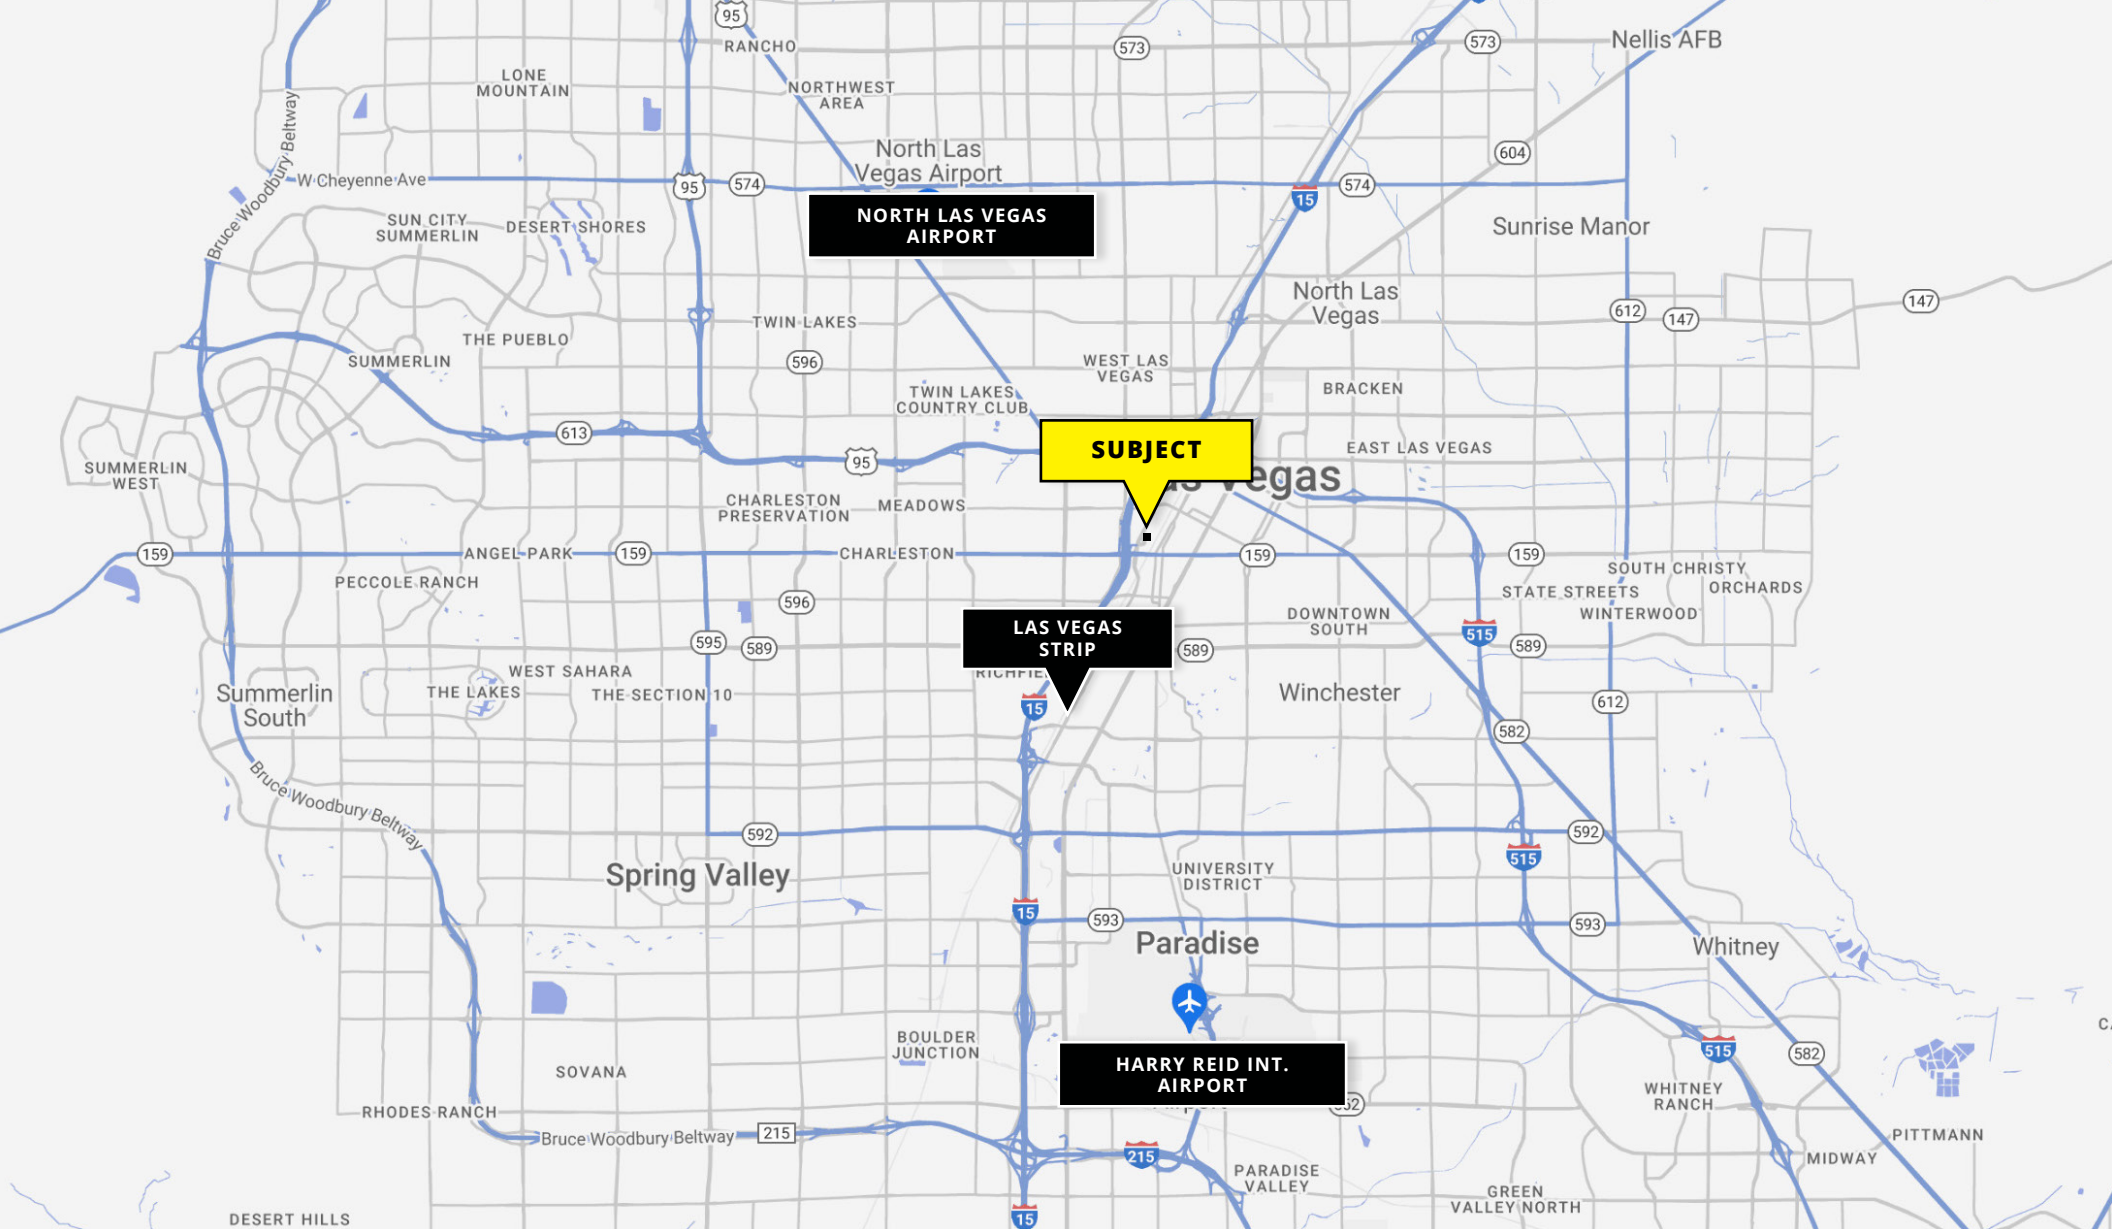 95
RANCHO
573
573
Nellis AFB
LONE
MOUNTAIN
NORTHWEST
AREA
Bruce Woodbury Beltway
North Las
Vegas Airport
604
W Cheyenne Ave
95
574
15
574
NORTH LAS VEGAS
AIRPORT
SUN CITY
SUMMERLIN
DESERT SHORES
Sunrise Manor
Bruce Woodbury Beltway
North Las
Vegas
147
612
147
TWIN LAKES
THE PUEBLO
SUMMERLIN
596
WEST LAS
VEGAS
BRACKEN
TWIN LAKES
COUNTRY CLUB
613
95
SUBJECT
EAST LAS VEGAS
Vegas
SUMMERLIN
WEST
CHARLESTON
PRESERVATION
MEADOWS
159
ANGEL PARK
159
CHARLESTON
159
159
SOUTH CHRISTY
PECCOLE RANCH
STATE STREETS
ORCHARDS
596
WINTERWOOD
DOWNTOWN
SOUTH
LAS VEGAS
STRIP
515
595
589
589
589
WEST SAHARA
THE LAKES
THE SECTION 10
Summerlin
South
15
Winchester
612
582
Bruce Woodbury Beltway
592
592
Spring Valley
UNIVERSITY
DISTRICT
515
15
593
593
Paradise
Whitney
BOULDER
JUNCTION
515
582
HARRY REID INT.
AIRPORT
SOVANA
WHITNEY
RANCH
RHODES RANCH
Bruce Woodbury Beltway
215
215
PITTMANN
MIDWAY
PARADISE
VALLEY
GREEN
VALLEY NORTH
DESERT HILLS
15